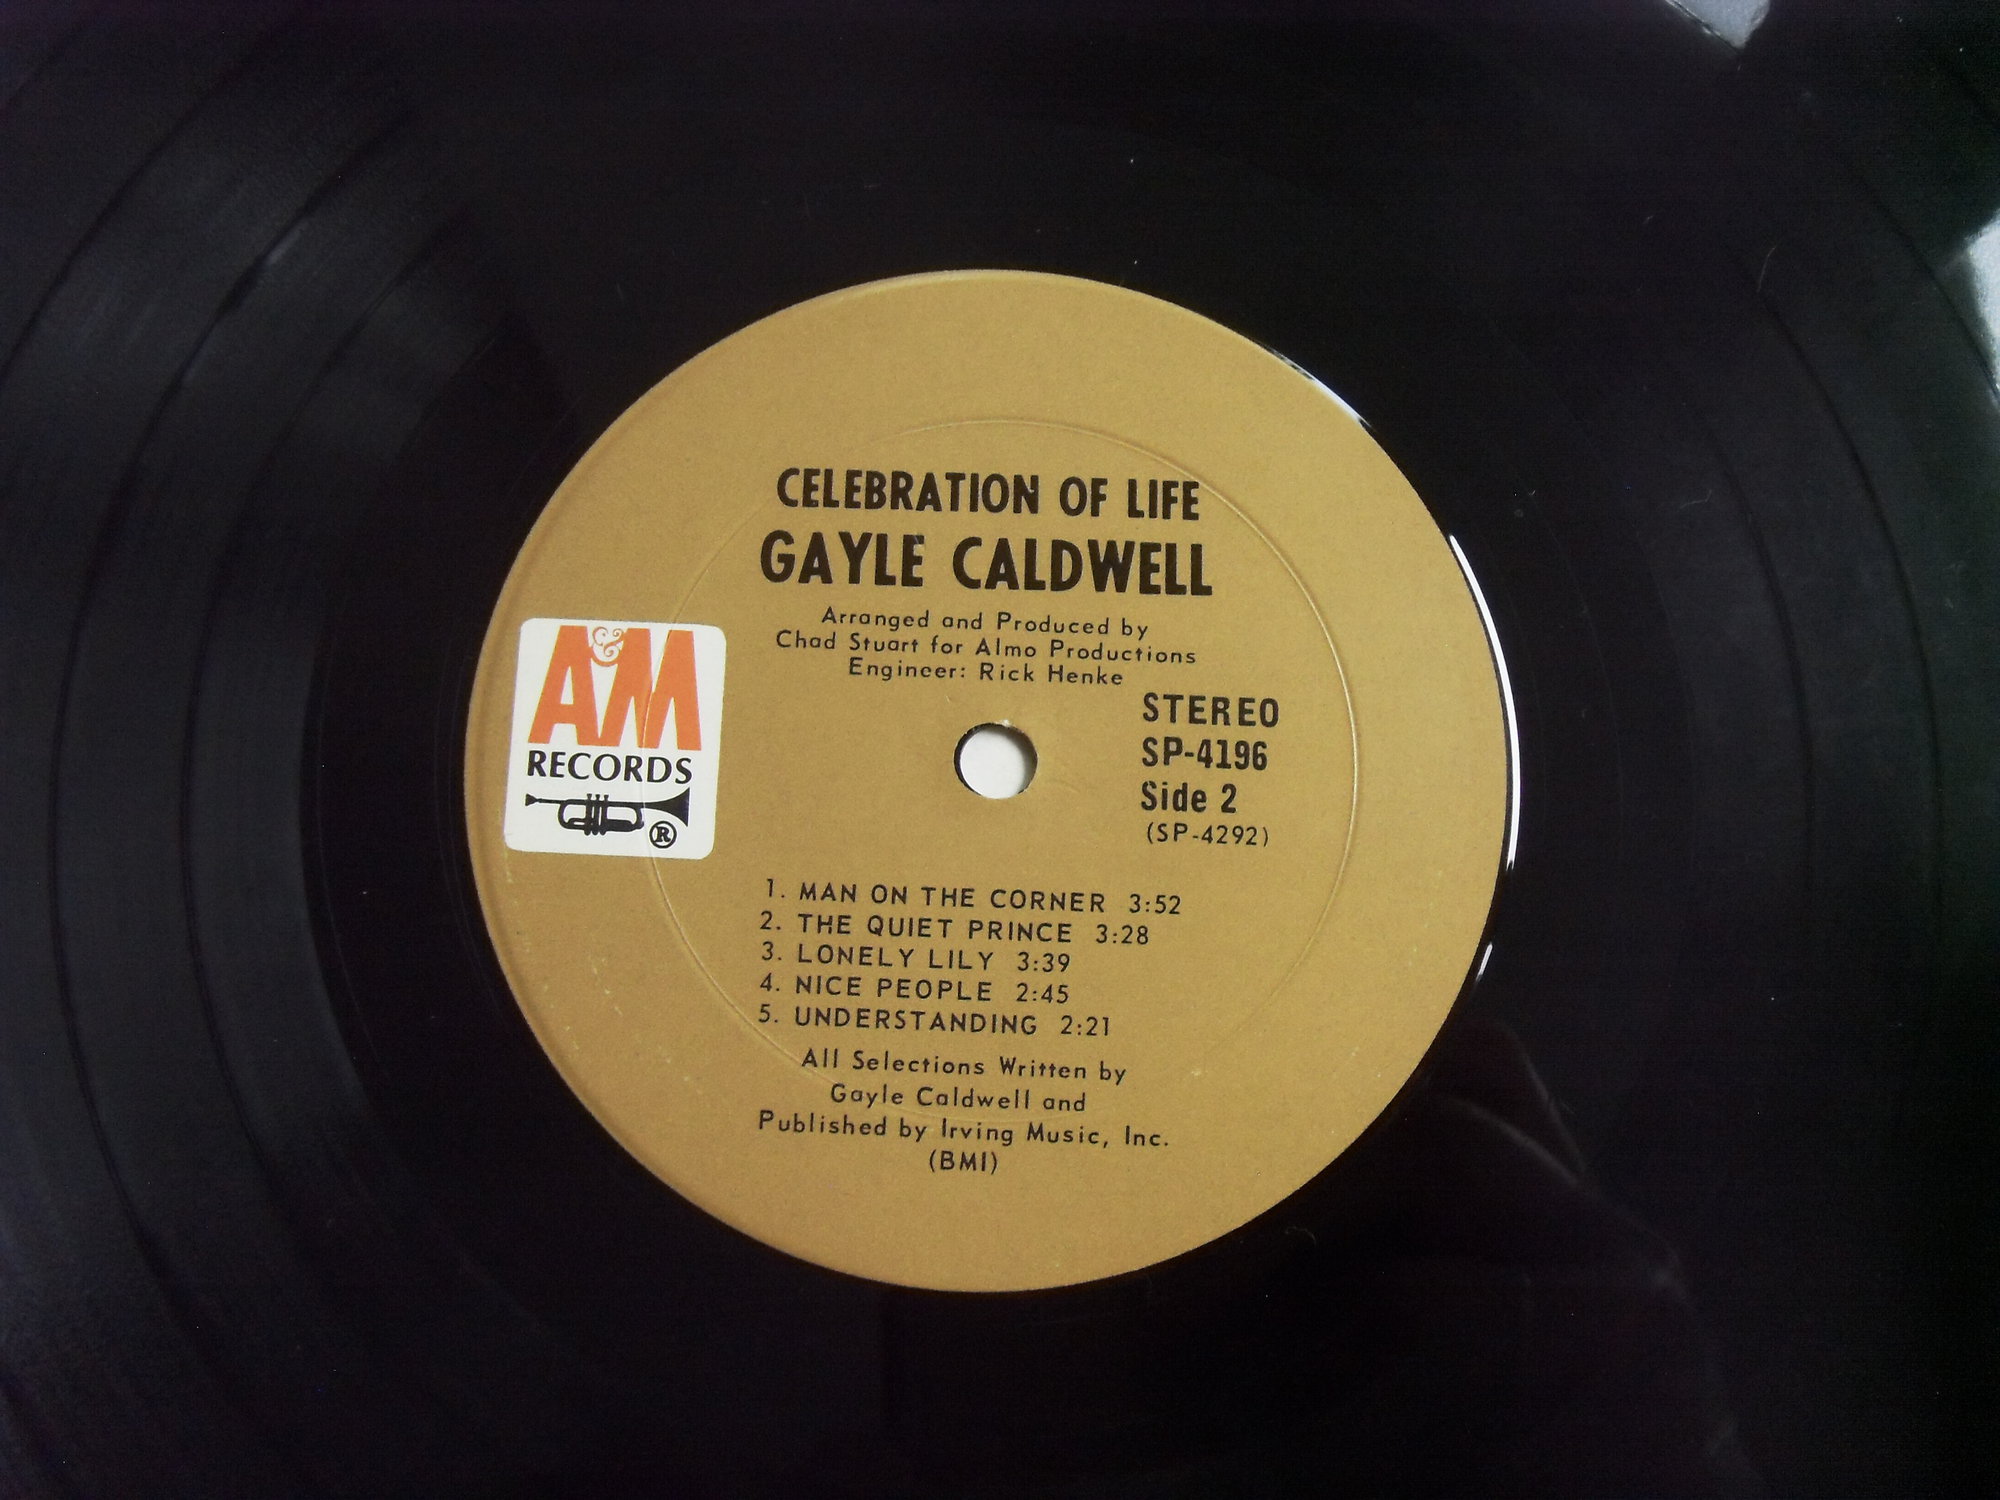 CELEBRATION OF LIFE
GAYLE CALDWELL
Arranged and Produced by
Chad Stuart for Almo Productions
Engineer: Rick Henke
A&M
RECORDS
®
STEREO
SP-4196
Side 2
(SP-4292)
1. MAN ON THE CORNER 3:52
2. THE QUIET PRINCE 3:28
3. LONELY LILY 3:39
4. NICE PEOPLE 2:45
5. UNDERSTANDING 2:21
All Selections Written by
Gayle Caldwell and
Published by Irving Music, Inc.
(BMI)